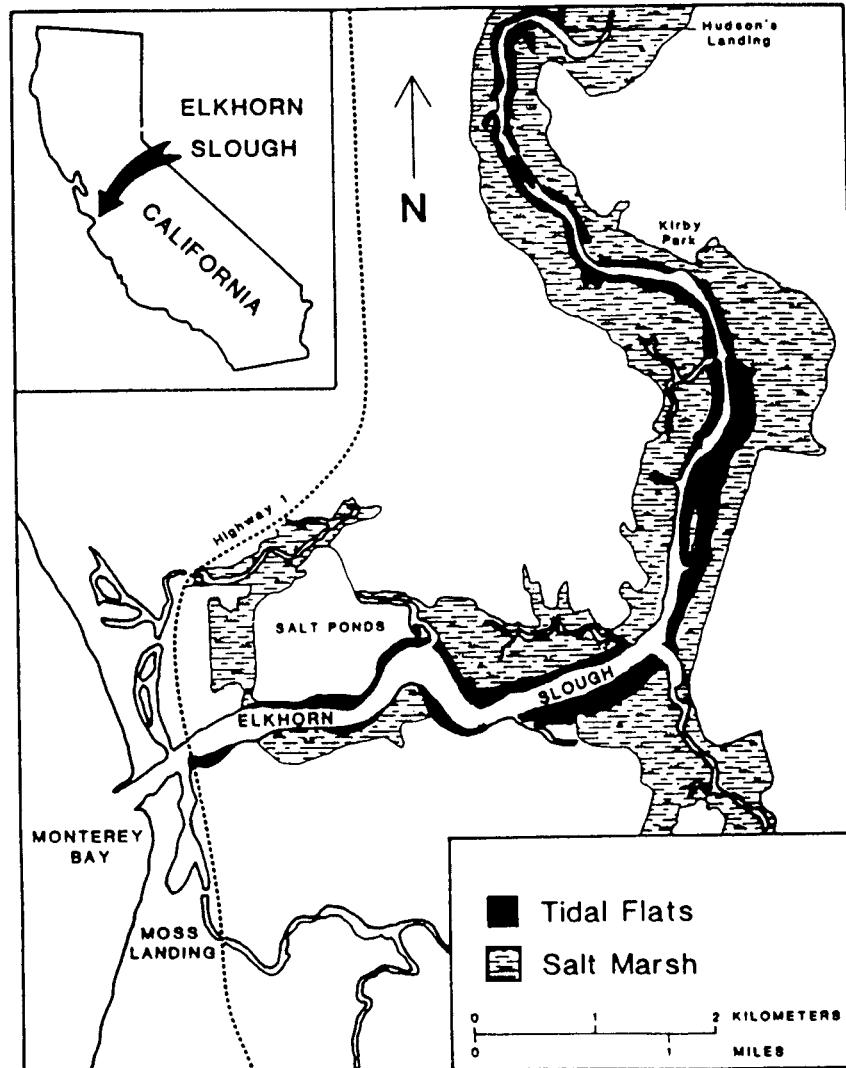 Hudson's
Landing
ELKHORN
SLOUGH
CALIFORNIA
N
Kirby
Park
Highway 1
SALT PONDS
ELKHORN
SLOUGH
MONTEREY
BAY
MOSS
LANDING
Tidal Flats
Salt Marsh
0 1 2 KILOMETERS
0 1 MILES